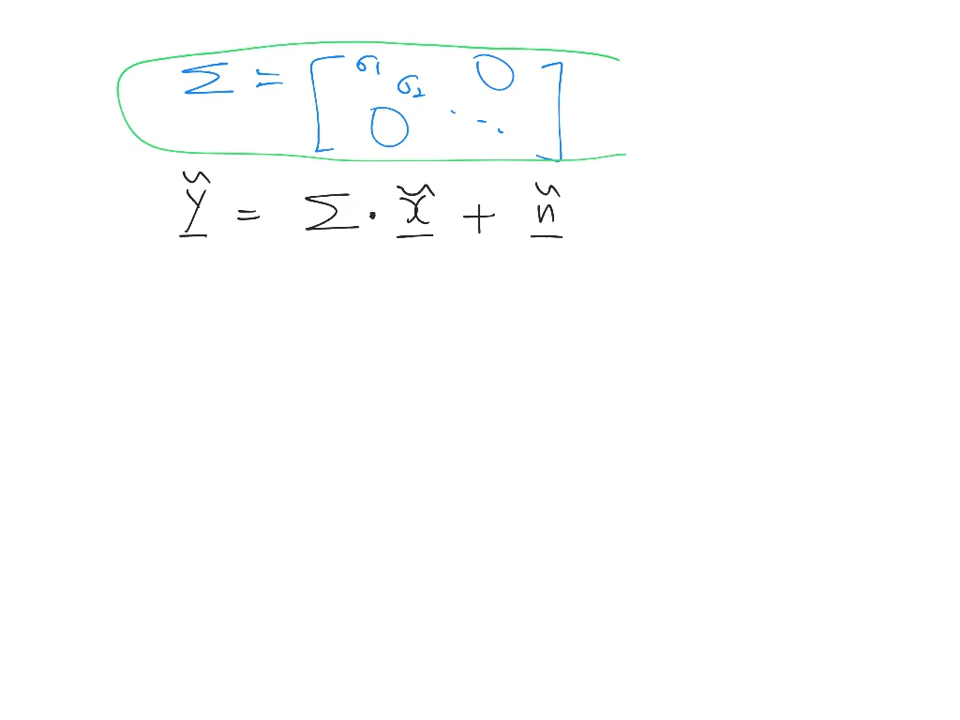 Σ = [ σ1 σ2 0 0 ⋱ ]
ỹ = Σ · x̃ + ñ